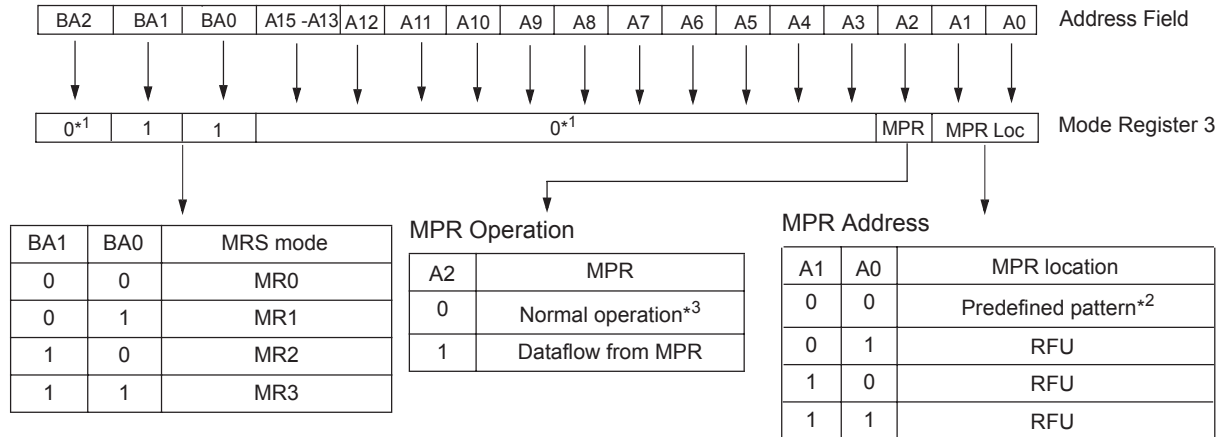 BA2 BA1 BA0 A15 -A13 A12 A11 A10 A9 A8 A7 A6 A5 A4 A3 A2 A1 A0 Address Field
0*1 1 1 0*1 MPR MPR Loc Mode Register 3
BA1 BA0 MRS mode
0 0 MR0
0 1 MR1
1 0 MR2
1 1 MR3
MPR Operation
A2 MPR
0 Normal operation*3
1 Dataflow from MPR
MPR Address
A1 A0 MPR location
0 0 Predefined pattern*2
0 1 RFU
1 0 RFU
1 1 RFU